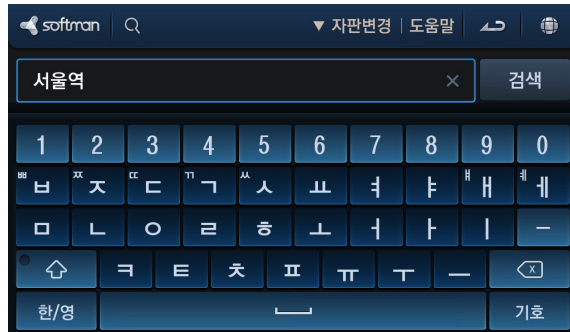 softman ▼ 자판변경 | 도움말
서울역 × 검색
1 2 3 4 5 6 7 8 9 0
ㅃ ㅂ ㅉ ㅈ ㄸ ㄷ ㄲ ㄱ ㅆ ㅅ ㅛ ㅕ ㅑ ㅒ ㅐ ㅖ ㅔ
ㅁ ㄴ ㅇ ㄹ ㅎ ㅗ ㅓ ㅏ ㅣ –
ㅋ ㅌ ㅊ ㅍ ㅠ ㅜ ㅡ x
한/영 기호